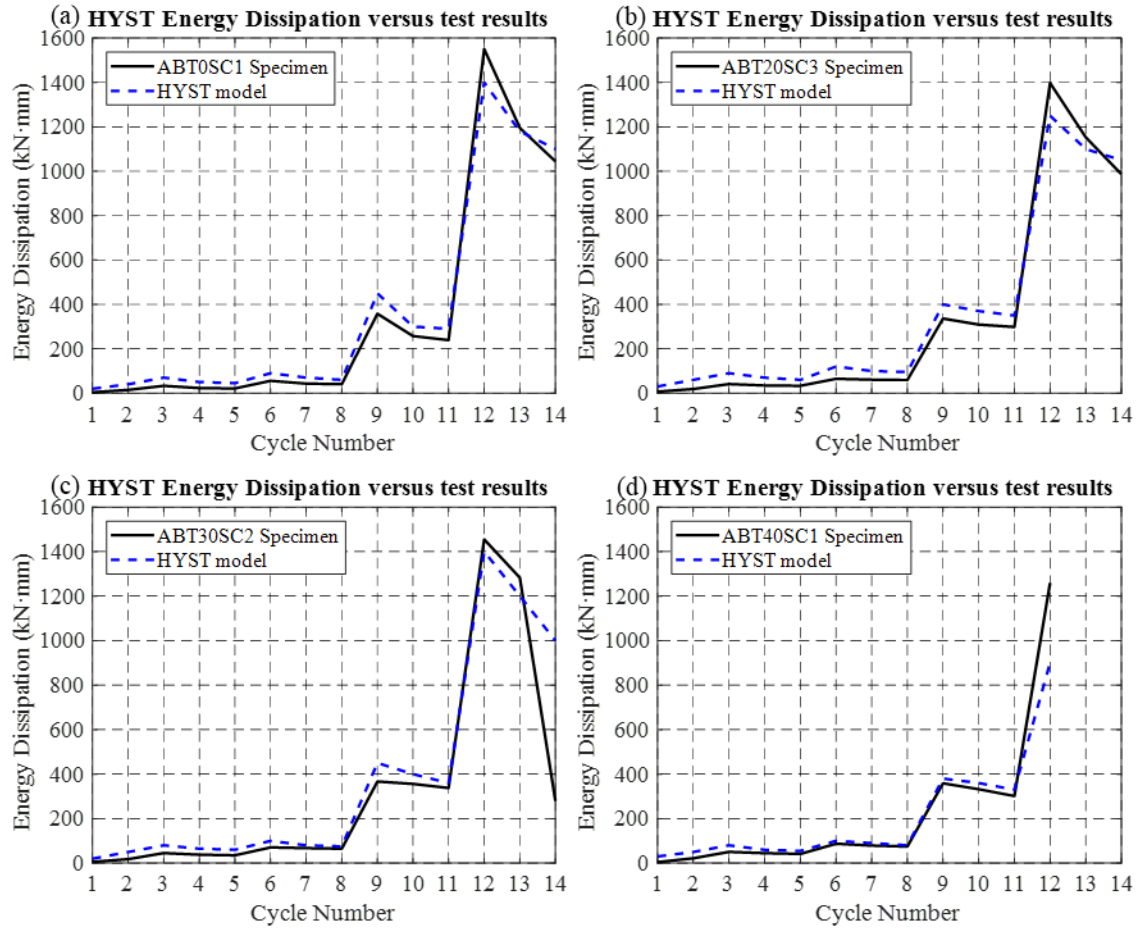 (a) HYST Energy Dissipation versus test results
1600
1400
1200
1000
800
600
400
200
0
Energy Dissipation (kN·mm)
ABT0SC1 Specimen
HYST model
1 2 3 4 5 6 7 8 9 10 11 12 13 14
Cycle Number
(b) HYST Energy Dissipation versus test results
1600
1400
1200
1000
800
600
400
200
0
Energy Dissipation (kN·mm)
ABT20SC3 Specimen
HYST model
1 2 3 4 5 6 7 8 9 10 11 12 13 14
Cycle Number
(c) HYST Energy Dissipation versus test results
1600
1400
1200
1000
800
600
400
200
0
Energy Dissipation (kN·mm)
ABT30SC2 Specimen
HYST model
1 2 3 4 5 6 7 8 9 10 11 12 13 14
Cycle Number
(d) HYST Energy Dissipation versus test results
1600
1400
1200
1000
800
600
400
200
0
Energy Dissipation (kN·mm)
ABT40SC1 Specimen
HYST model
1 2 3 4 5 6 7 8 9 10 11 12 13 14
Cycle Number